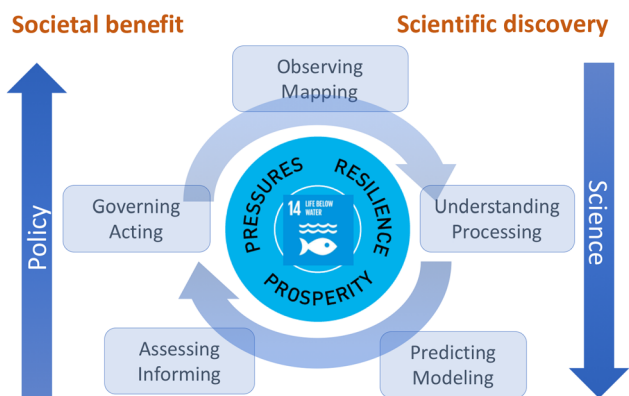 Societal benefit
Scientific discovery
Observing
Mapping
PRESSURES
RESILIENCE
PROSPERITY
14 LIFE BELOW
WATER
Governing
Acting
Understanding
Processing
Policy
Science
Assessing
Informing
Predicting
Modeling